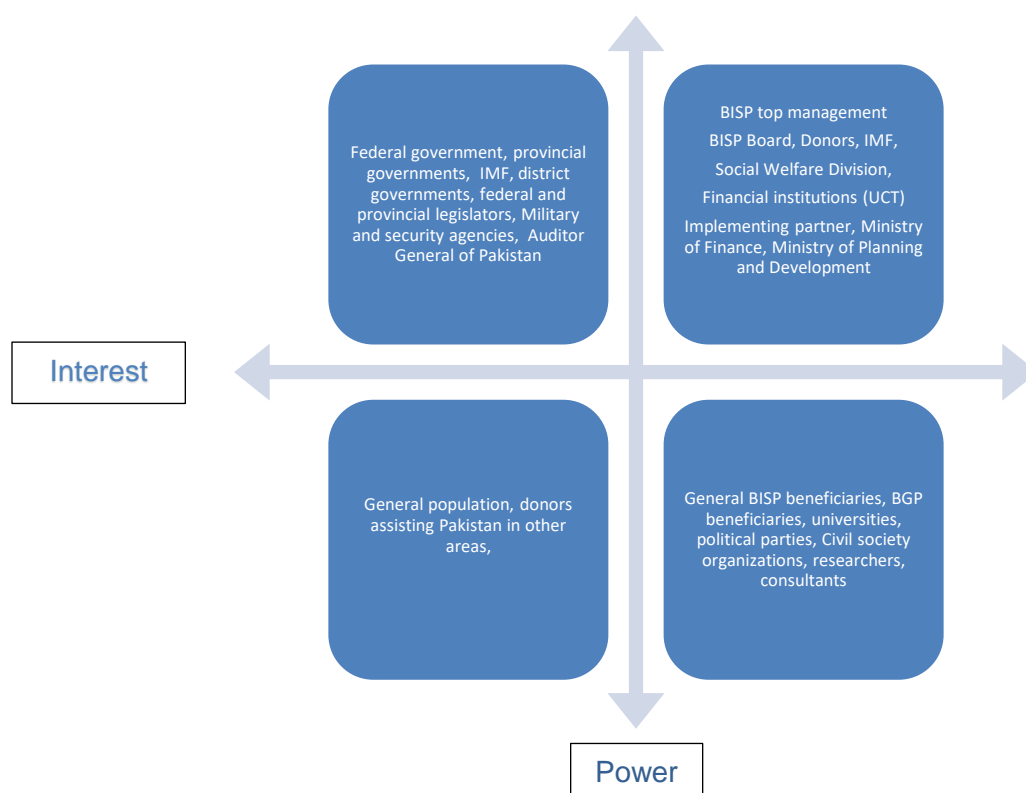 Federal government, provincial
governments, IMF, district
governments, federal and
provincial legislators, Military
and security agencies, Auditor
General of Pakistan
BISP top management
BISP Board, Donors, IMF,
Social Welfare Division,
Financial institutions (UCT)
Implementing partner, Ministry
of Finance, Ministry of Planning
and Development
Interest
General population, donors
assisting Pakistan in other
areas,
General BISP beneficiaries, BGP
beneficiaries, universities,
political parties, Civil society
organizations, researchers,
consultants
Power